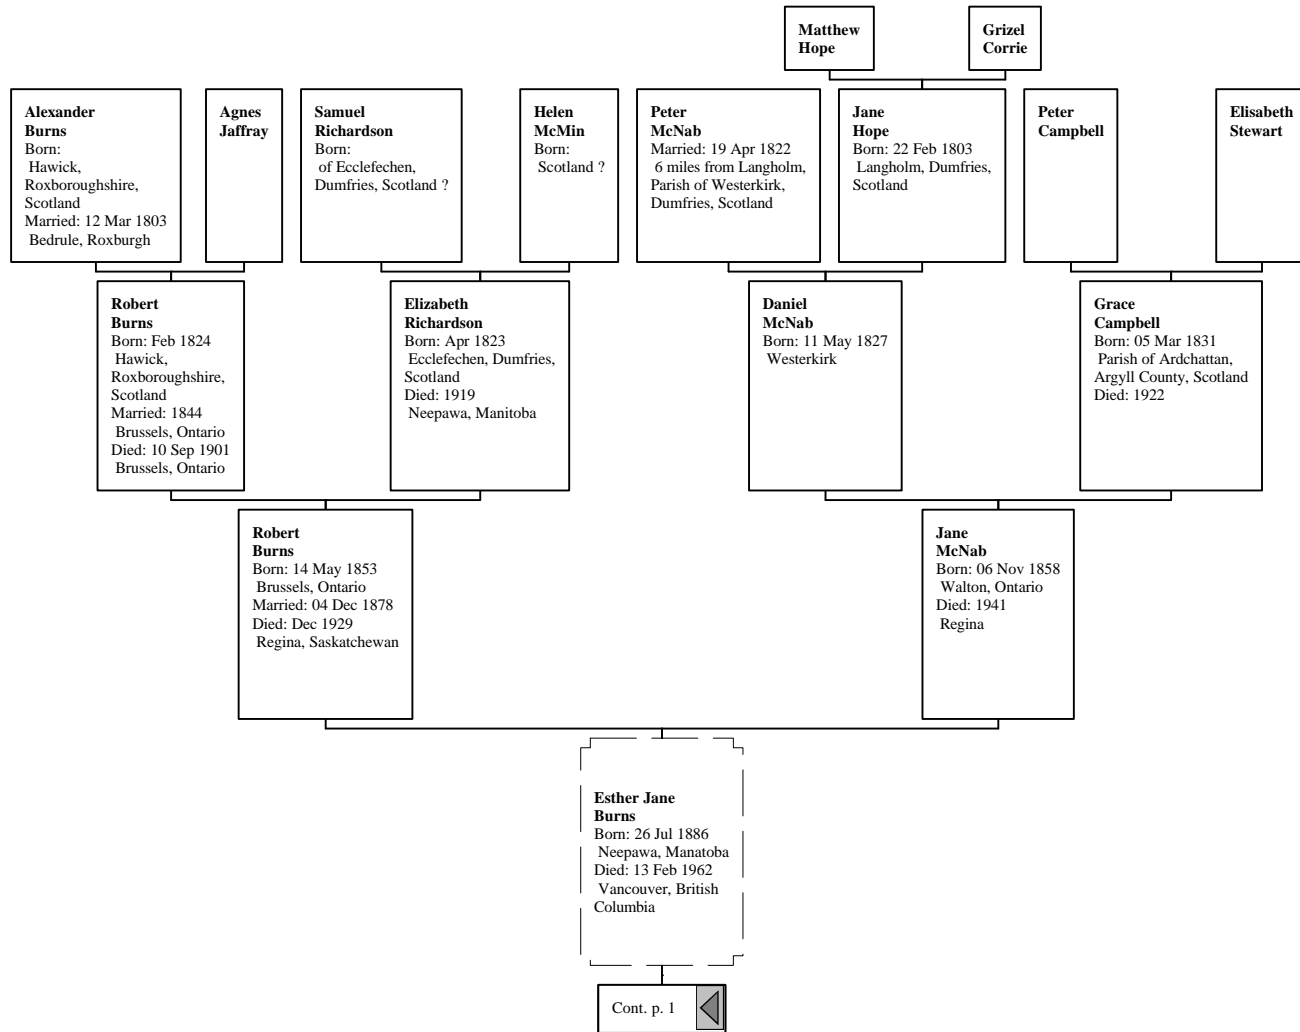 Matthew
Hope
Grizel
Corrie
Alexander
Burns
Born:
Hawick,
Roxboroughshire,
Scotland
Married: 12 Mar 1803
Bedrule, Roxburgh
Agnes
Jaffray
Samuel
Richardson
Born:
of Ecclefechen,
Dumfries, Scotland ?
Helen
McMin
Born:
Scotland ?
Peter
McNab
Married: 19 Apr 1822
6 miles from Langholm,
Parish of Westerkirk,
Dumfries, Scotland
Jane
Hope
Born: 22 Feb 1803
Langholm, Dumfries,
Scotland
Peter
Campbell
Elisabeth
Stewart
Robert
Burns
Born: Feb 1824
Hawick,
Roxboroughshire,
Scotland
Married: 1844
Brussels, Ontario
Died: 10 Sep 1901
Brussels, Ontario
Elizabeth
Richardson
Born: Apr 1823
Ecclefechen, Dumfries,
Scotland
Died: 1919
Neepawa, Manitoba
Daniel
McNab
Born: 11 May 1827
Westerkirk
Grace
Campbell
Born: 05 Mar 1831
Parish of Ardchattan,
Argyll County, Scotland
Died: 1922
Robert
Burns
Born: 14 May 1853
Brussels, Ontario
Married: 04 Dec 1878
Died: Dec 1929
Regina, Saskatchewan
Jane
McNab
Born: 06 Nov 1858
Walton, Ontario
Died: 1941
Regina
Esther Jane
Burns
Born: 26 Jul 1886
Neepawa, Manatoba
Died: 13 Feb 1962
Vancouver, British
Columbia
Cont. p. 1